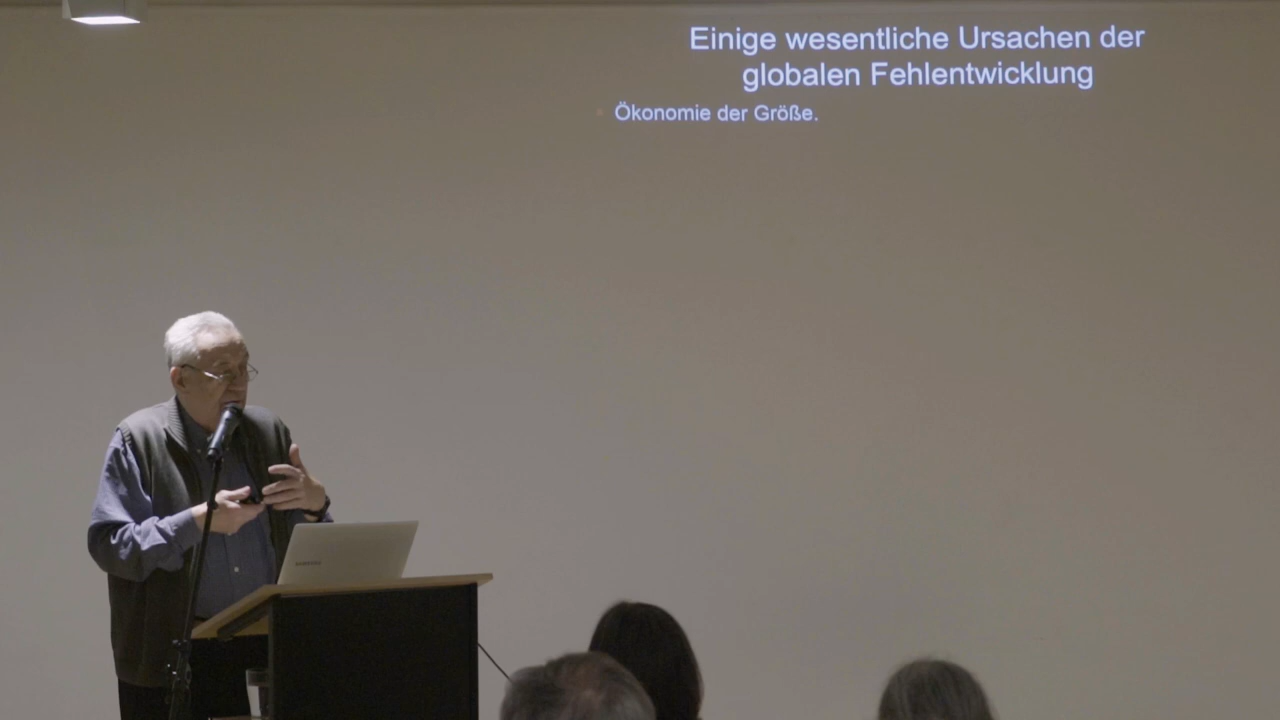 Einige wesentliche Ursachen der
globalen Fehlentwicklung
Ökonomie der Größe.